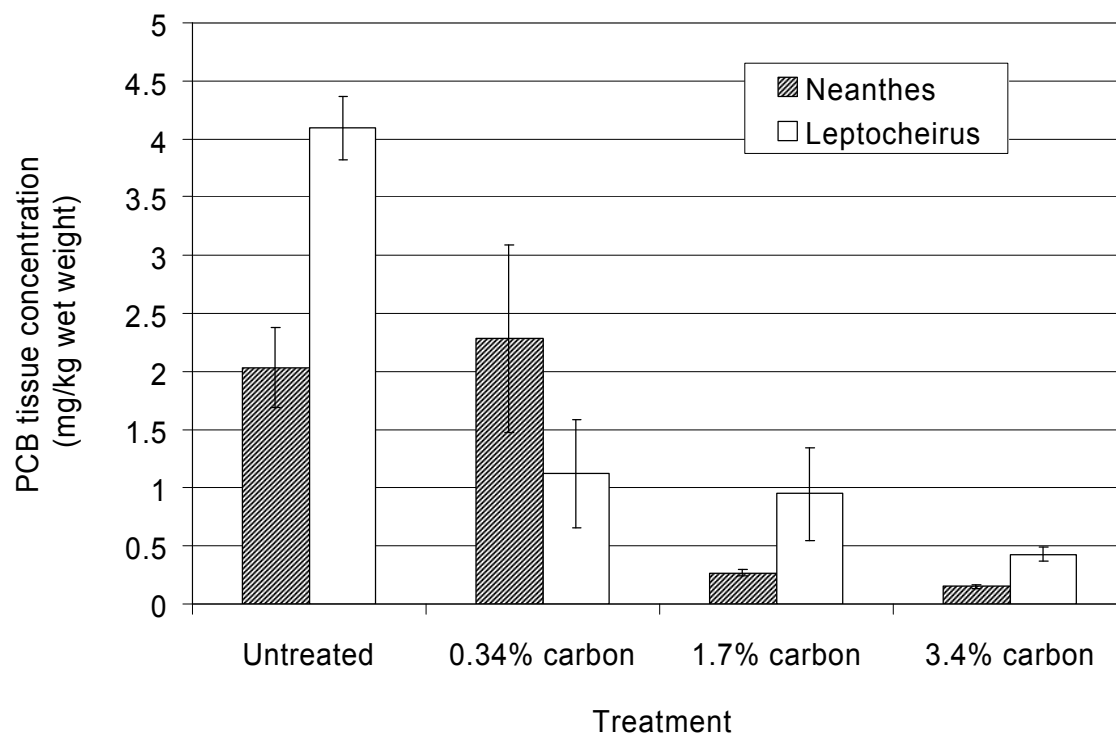 PCB tissue concentration
(mg/kg wet weight)
5
4.5
4
3.5
3
2.5
2
1.5
1
0.5
0
Neanthes
Leptocheirus
Untreated
0.34% carbon
1.7% carbon
3.4% carbon
Treatment